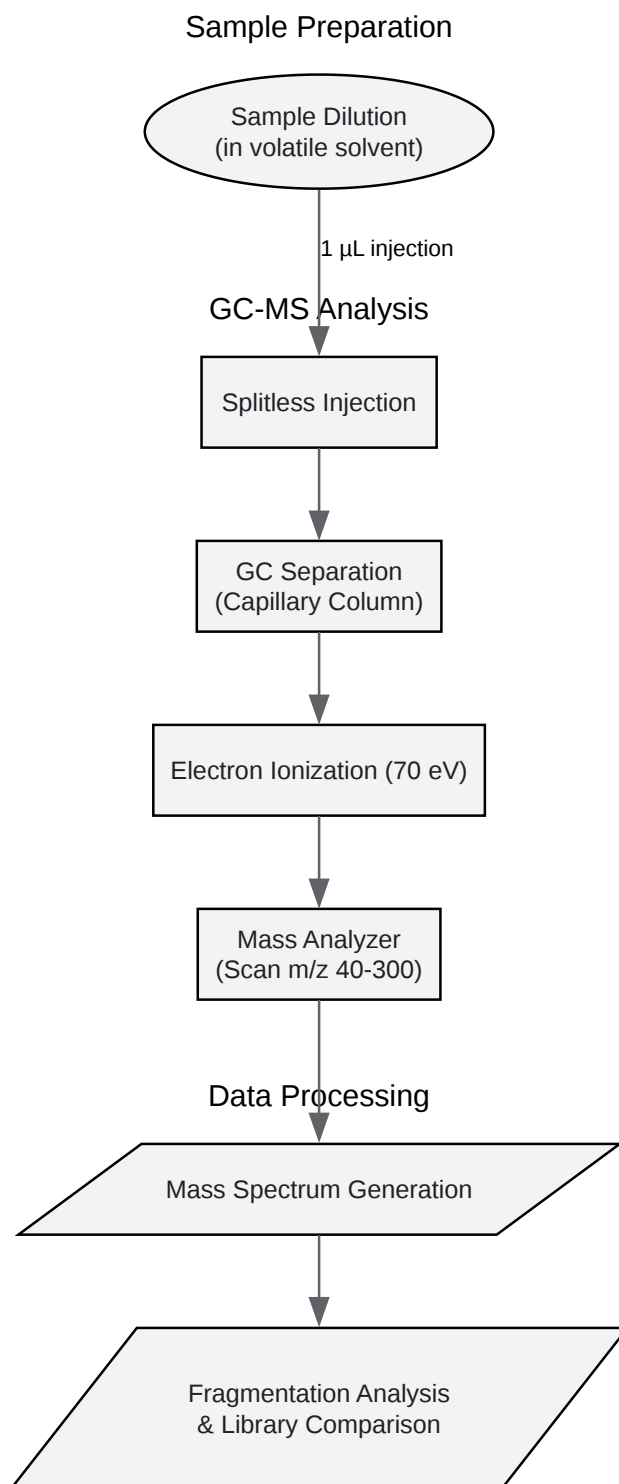 Sample Preparation
Sample Dilution
(in volatile solvent)
1 µL injection
GC-MS Analysis
Splitless Injection
GC Separation
(Capillary Column)
Electron Ionization (70 eV)
Mass Analyzer
(Scan m/z 40-300)
Data Processing
Mass Spectrum Generation
Fragmentation Analysis
& Library Comparison